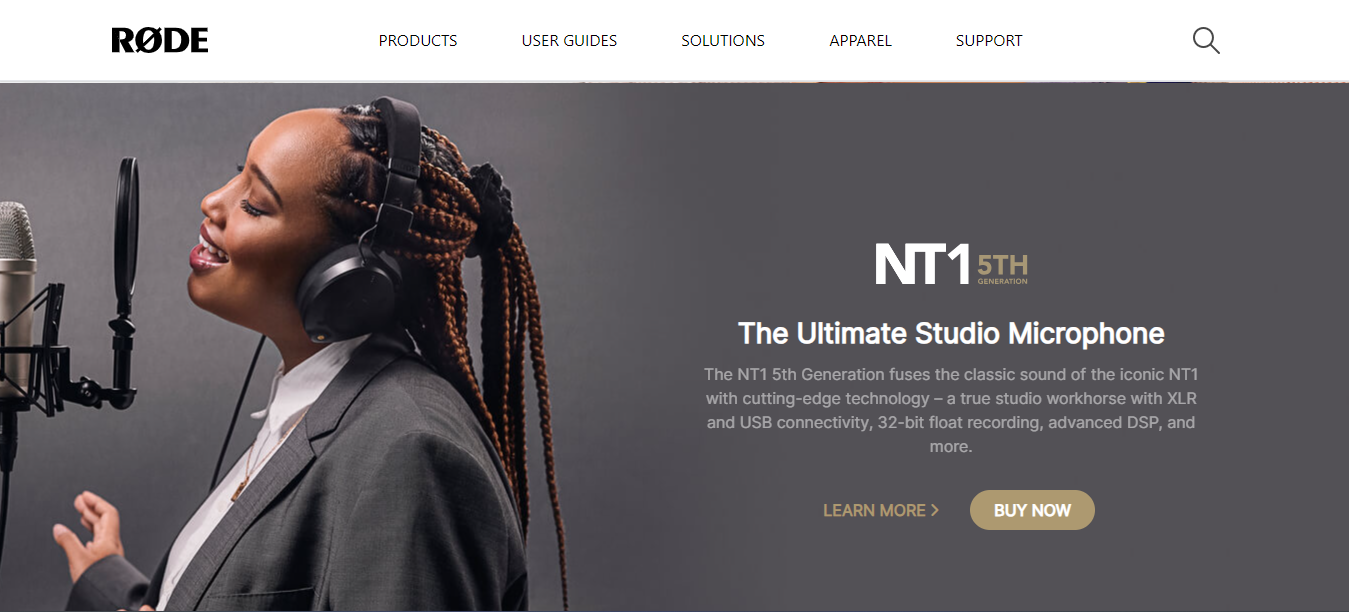 RØDE
PRODUCTS
USER GUIDES
SOLUTIONS
APPAREL
SUPPORT
NT1 5TH
GENERATION
The Ultimate Studio Microphone
The NT1 5th Generation fuses the classic sound of the iconic NT1
with cutting-edge technology – a true studio workhorse with XLR
and USB connectivity, 32-bit float recording, advanced DSP, and
more.
LEARN MORE >
BUY NOW